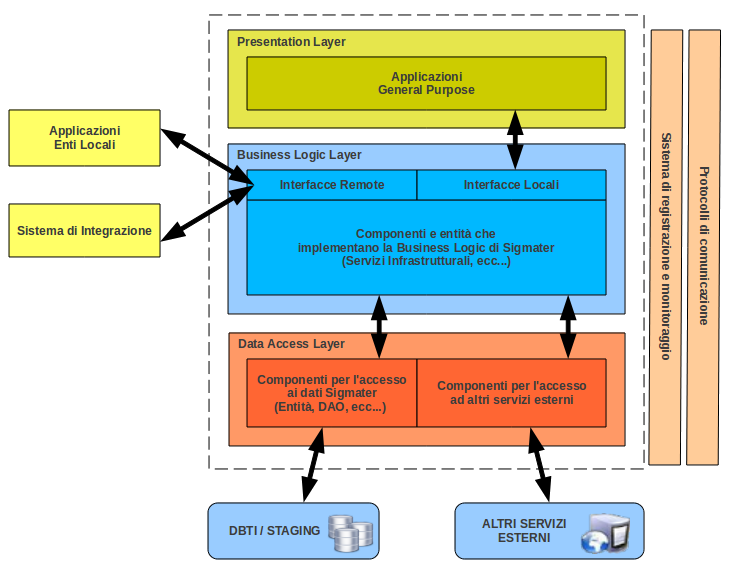 Presentation Layer
Applicazioni
General Purpose
Applicazioni
Enti Locali
Sistema di Integrazione
Business Logic Layer
Interfacce Remote
Interfacce Locali
Componenti e entità che
implementano la Business Logic di Sigmater
(Servizi Infrastrutturali, ecc...)
Data Access Layer
Componenti per l'accesso
ai dati Sigmater
(Entità, DAO, ecc...)
Componenti per l'accesso
ad altri servizi esterni
DBTI / STAGING
ALTRI SERVIZI
ESTERNI
Sistema di registrazione e monitoraggio
Protocolli di comunicazione